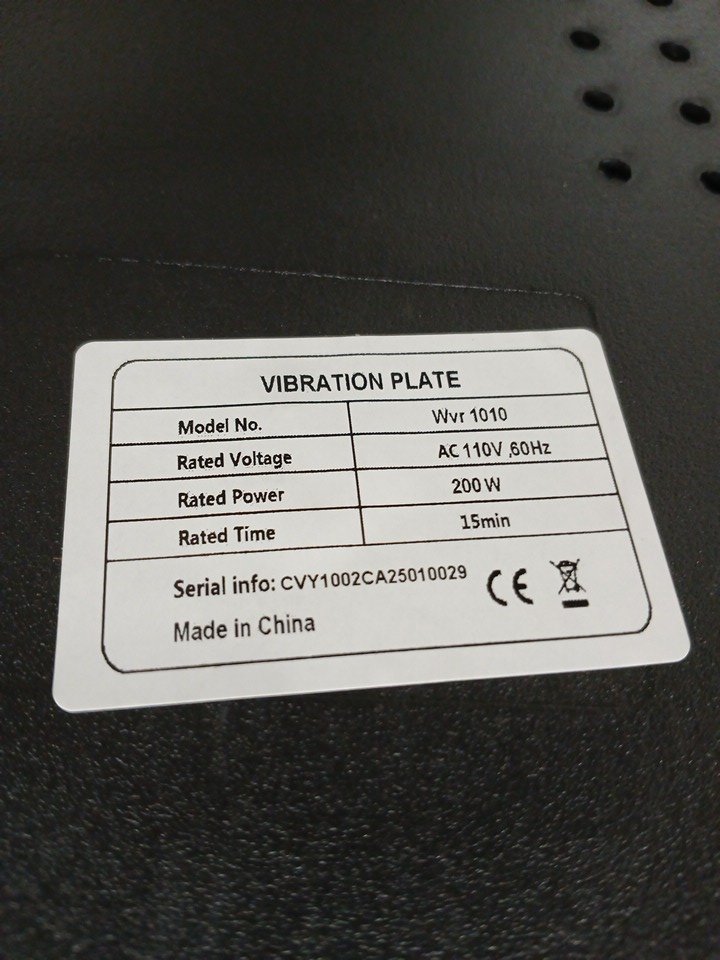 VIBRATION PLATE
Model No. Wvr 1010
Rated Voltage AC 110V ,60Hz
Rated Power 200 W
Rated Time 15min
Serial info: CVY1002CA25010029 CE
Made in China